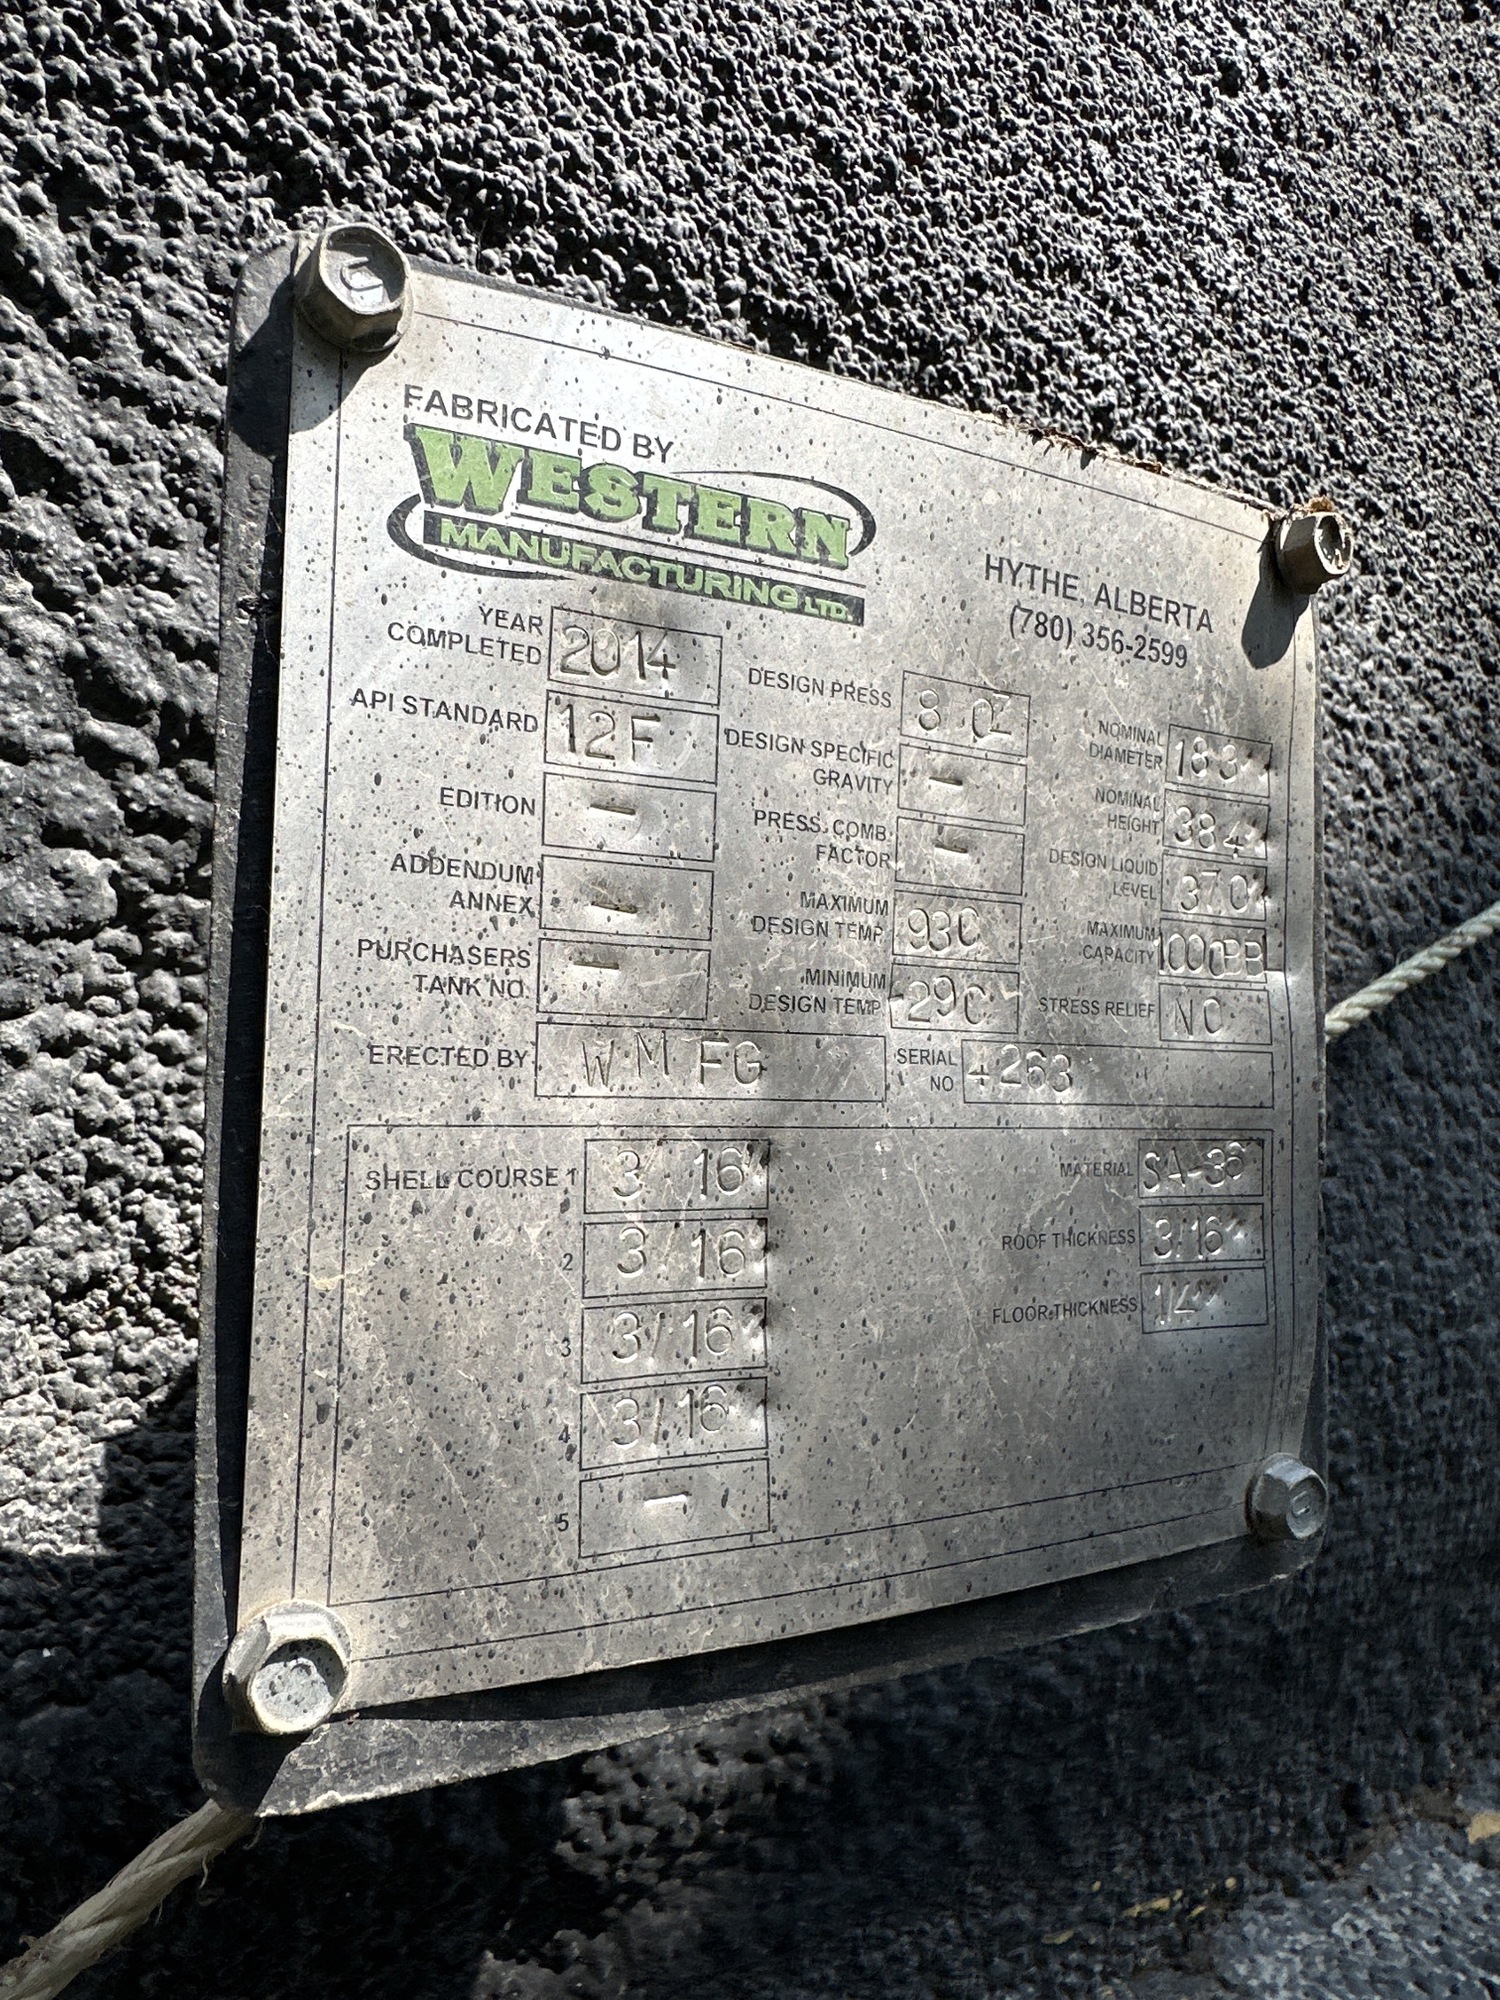 FABRICATED BY
WESTERN
MANUFACTURING LTD.
HYTHE, ALBERTA
(780) 356-2599
YEAR COMPLETED 2014
API STANDARD 12F
EDITION -
ADDENDUM ANNEX -
PURCHASERS TANK NO. -
ERECTED BY W M FG
DESIGN PRESS 8 OZ
DESIGN SPECIFIC GRAVITY -
PRESS. COMB. FACTOR -
MAXIMUM DESIGN TEMP. 93C
MINIMUM DESIGN TEMP. -29C
SERIAL NO 4263
NOMINAL DIAMETER
NOMINAL HEIGHT
DESIGN LIQUID LEVEL
MAXIMUM CAPACITY
STRESS RELIEF NO
SHELL COURSE 1 3/16"
2 3/16"
3 3/16"
4 3/16"
5 -
MATERIAL SA-36
ROOF THICKNESS 3/16"
FLOOR THICKNESS 1/4"